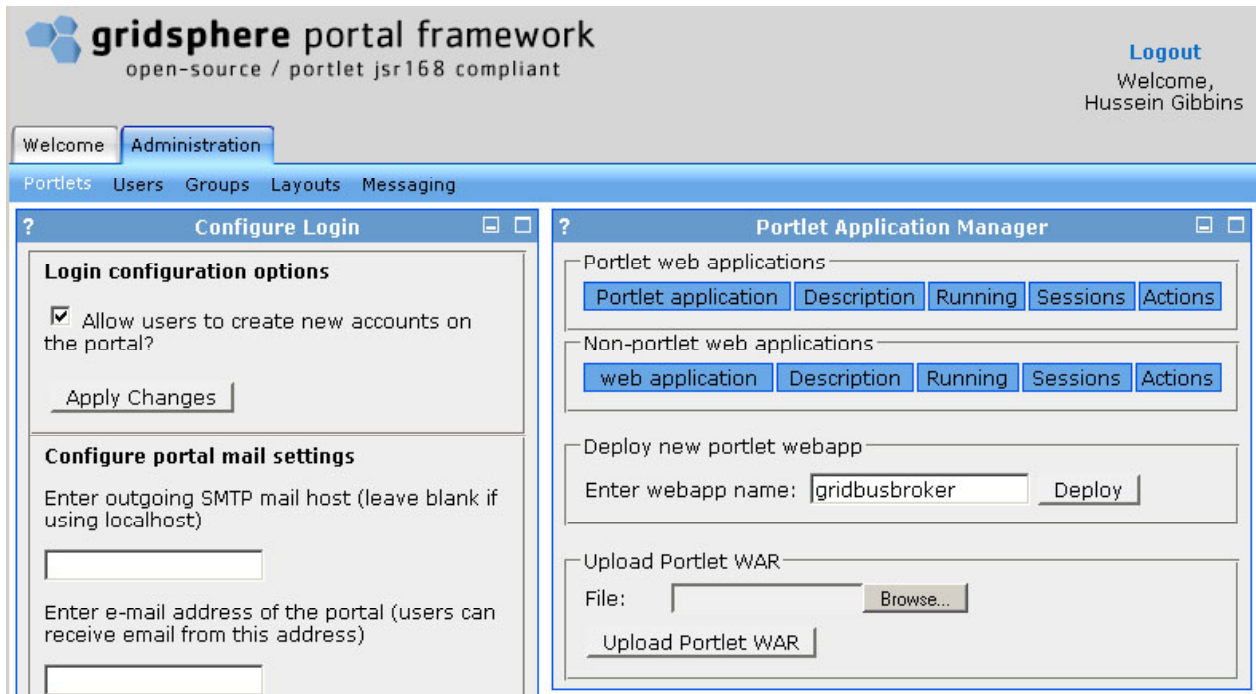 gridsphere portal framework
open-source / portlet jsr168 compliant
Logout
Welcome,
Hussein Gibbins
Welcome Administration
Portlets Users Groups Layouts Messaging
? Configure Login
Login configuration options
Allow users to create new accounts on
the portal?
Apply Changes
Configure portal mail settings
Enter outgoing SMTP mail host (leave blank if
using localhost)
Enter e-mail address of the portal (users can
receive email from this address)
? Portlet Application Manager
Portlet web applications
Portlet application Description Running Sessions Actions
Non-portlet web applications
web application Description Running Sessions Actions
Deploy new portlet webapp
Enter webapp name: gridbusbroker Deploy
Upload Portlet WAR
File: Browse...
Upload Portlet WAR